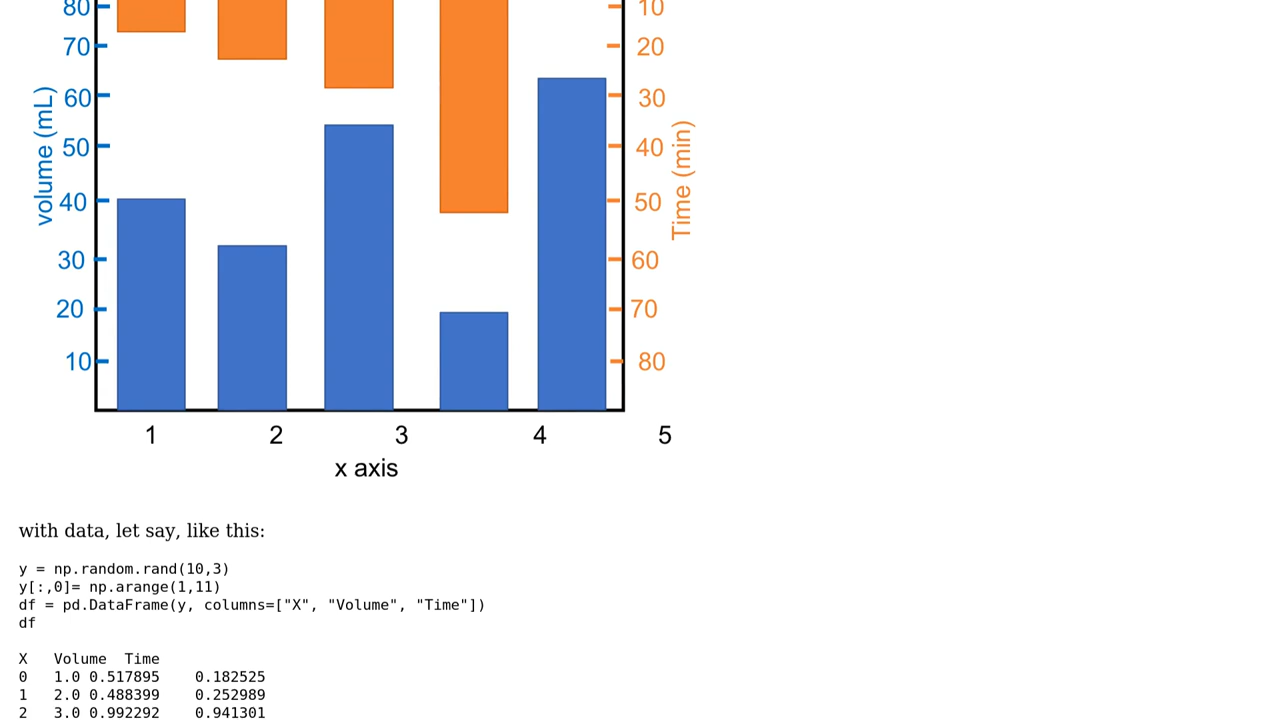 80 10
70 20
60 30
50 40
40 50
30 60
20 70
10 80
volume (mL)
Time (min)
1 2 3 4 5
x axis
with data, let say, like this:
y = np.random.rand(10,3)
y[:,0]= np.arange(1,11)
df = pd.DataFrame(y, columns=["X", "Volume", "Time"])
df
X   Volume  Time
0   1.0 0.517895    0.182525
1   2.0 0.488399    0.252989
2   3.0 0.992292    0.941301